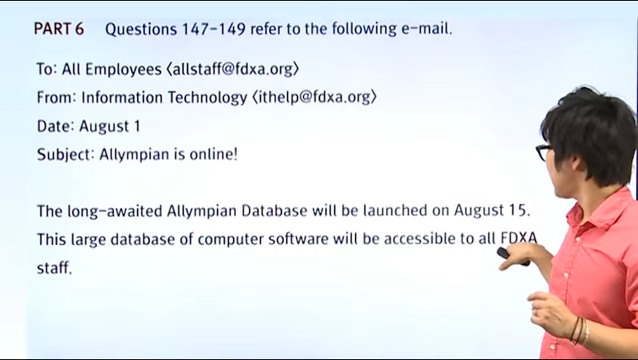 PART 6 Questions 147-149 refer to the following e-mail.
To: All Employees 〈allstaff@fdxa.org〉
From: Information Technology 〈ithelp@fdxa.org〉
Date: August 1
Subject: Allympian is online!
The long-awaited Allympian Database will be launched on August 15.
This large database of computer software will be accessible to all FDXA
staff.